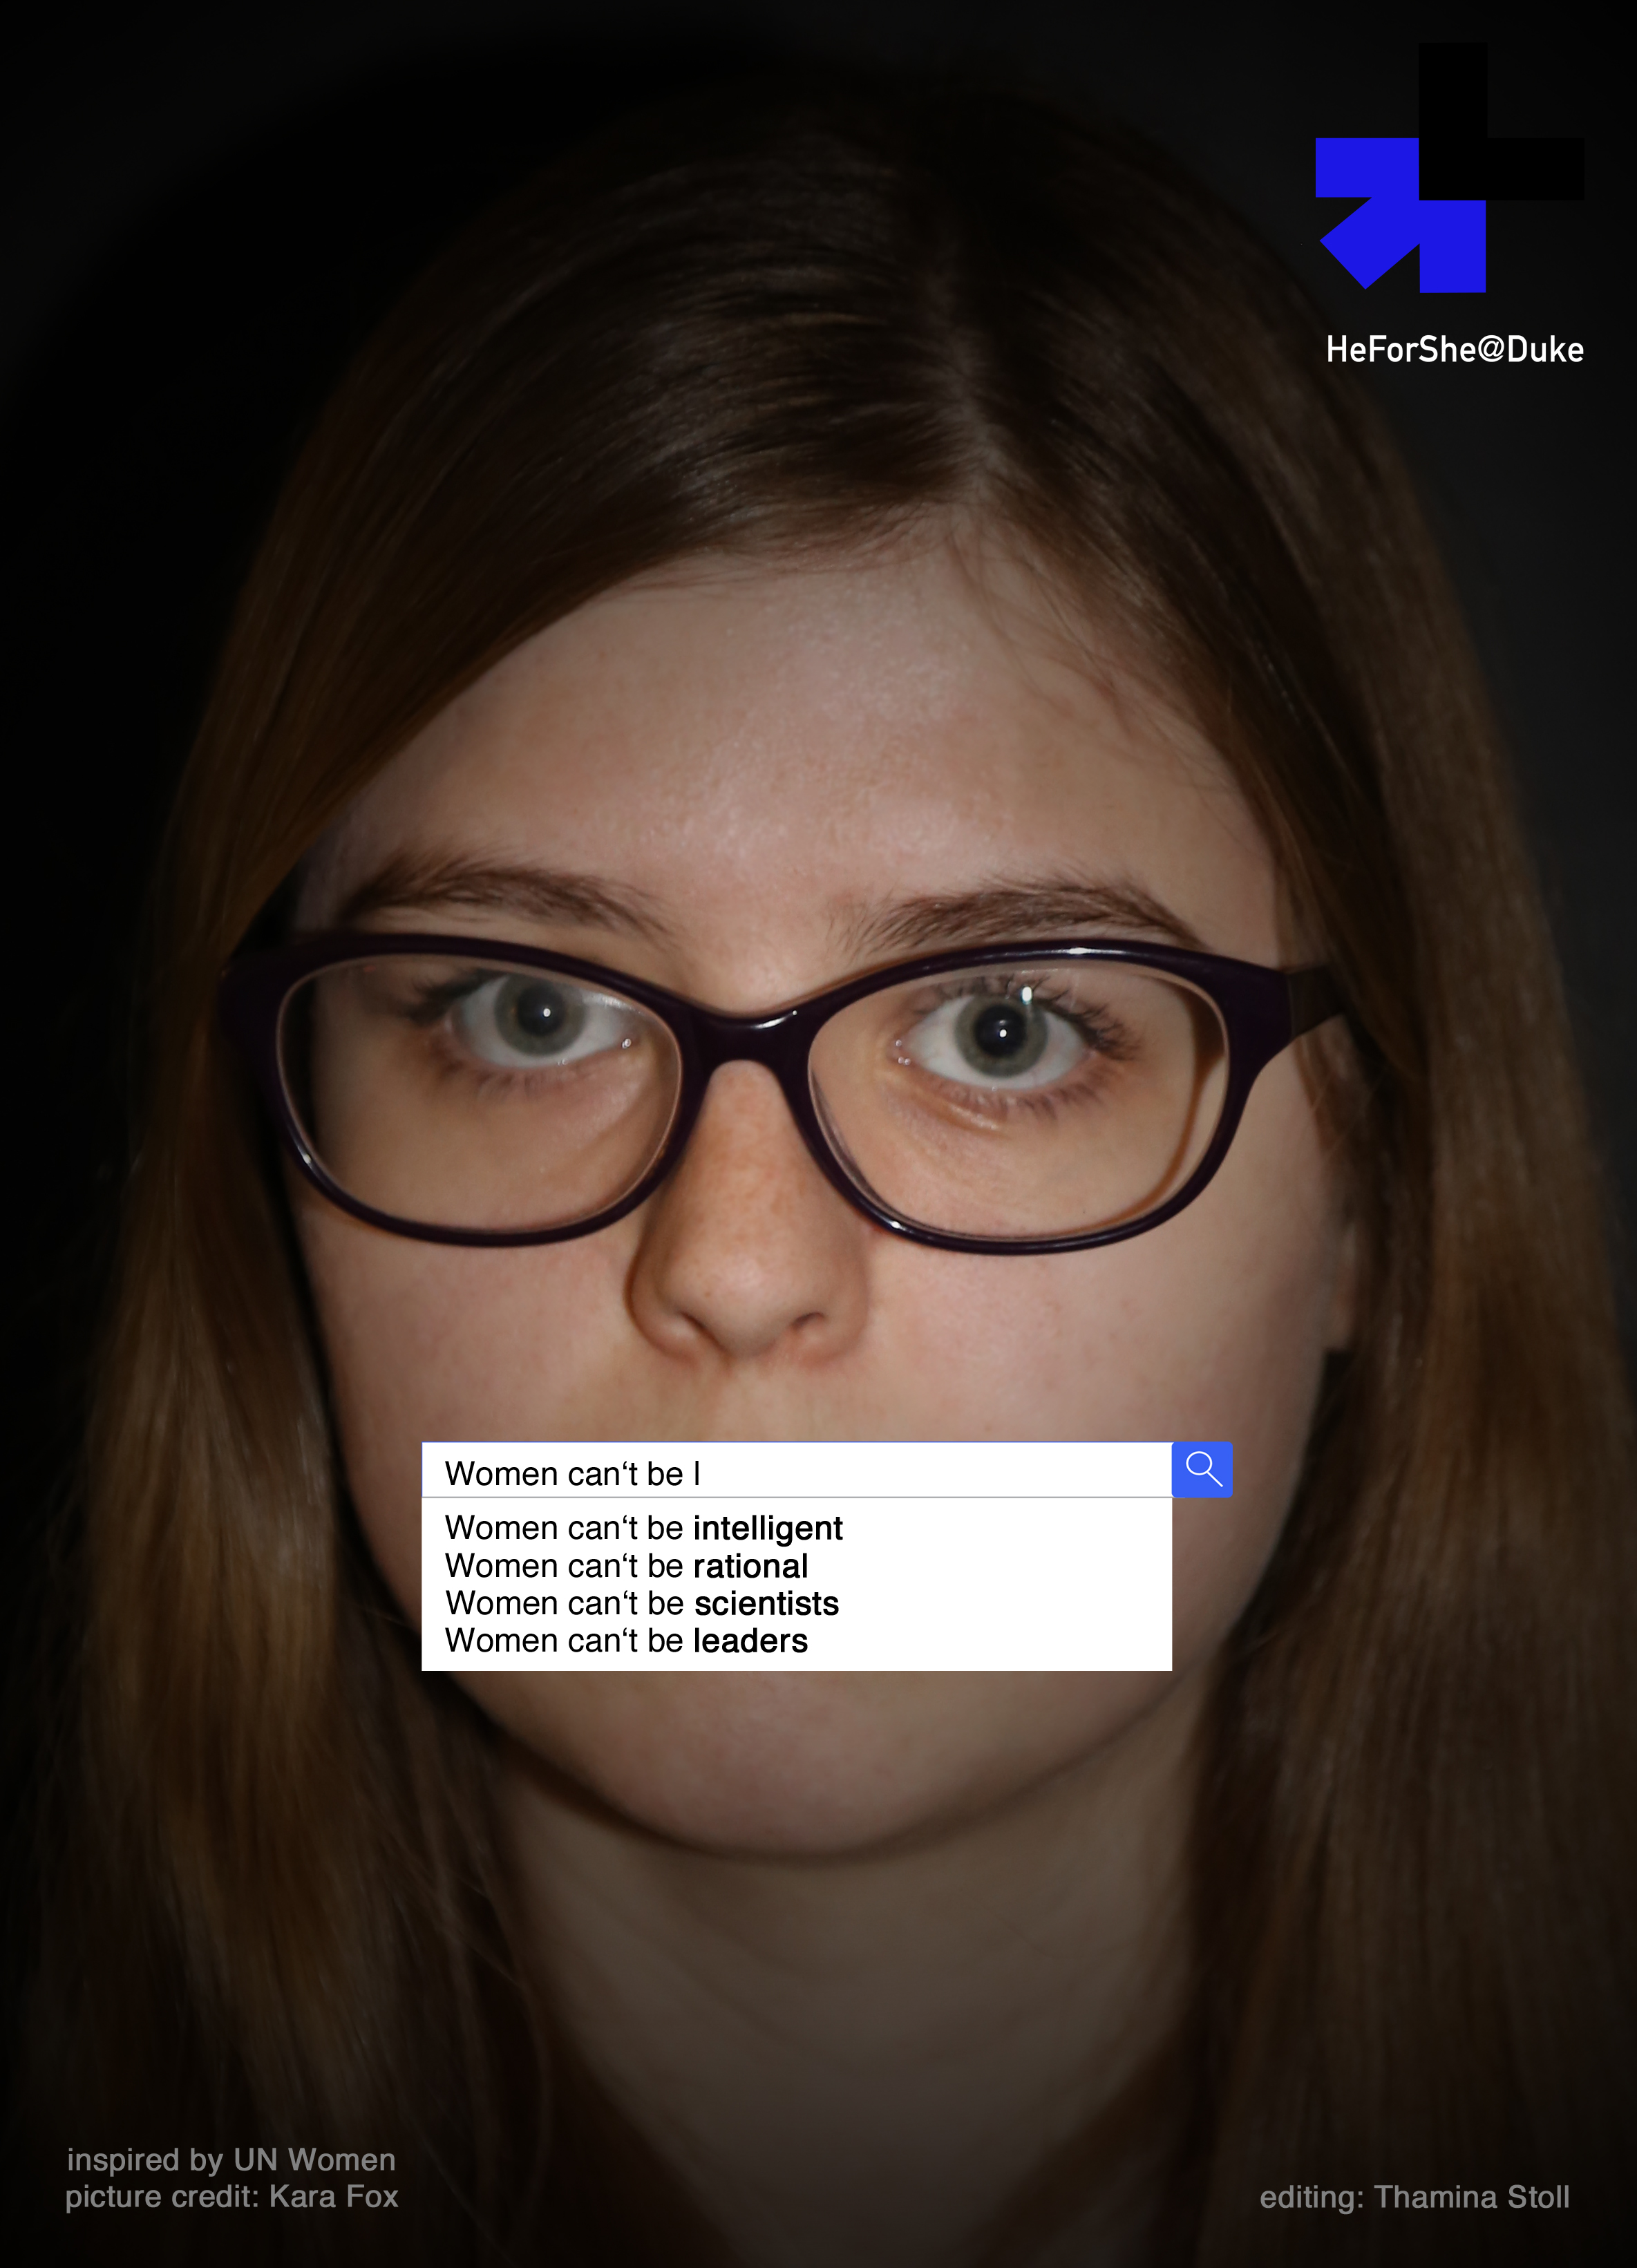 HeForShe@Duke
Women can‘t be |
Women can‘t be intelligent
Women can‘t be rational
Women can‘t be scientists
Women can‘t be leaders
inspired by UN Women
picture credit: Kara Fox
editing: Thamina Stoll